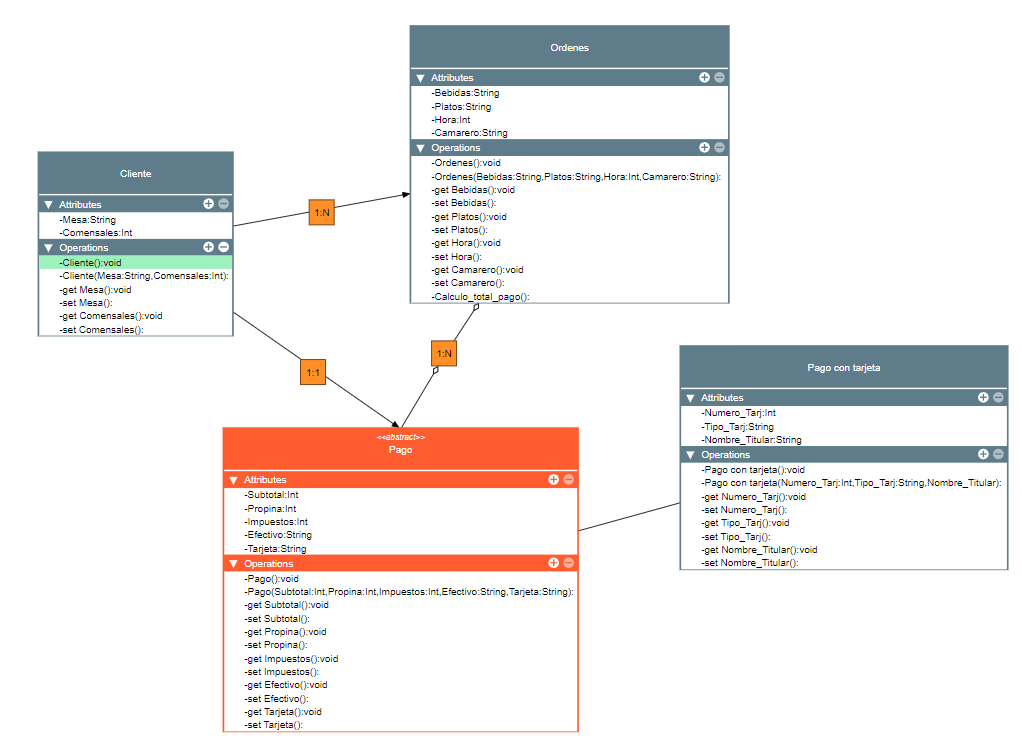 Ordenes
Attributes
-Bebidas:String
-Platos:String
-Hora:Int
-Camarero:String
Operations
-Ordenes():void
-Ordenes(Bebidas:String,Platos:String,Hora:Int,Camarero:String):
-get Bebidas():void
-set Bebidas():
-get Platos():void
-set Platos():
-get Hora():void
-set Hora():
-get Camarero():void
-set Camarero():
-Calculo_total_pago():
Cliente
Attributes
-Mesa:String
-Comensales:Int
Operations
-Cliente():void
-Cliente(Mesa:String,Comensales:Int):
-get Mesa():void
-set Mesa():
-get Comensales():void
-set Comensales():
1:N
1:N
1:1
Pago con tarjeta
Attributes
-Numero_Tarj:Int
-Tipo_Tarj:String
-Nombre_Titular:String
Operations
-Pago con tarjeta():void
-Pago con tarjeta(Numero_Tarj:Int,Tipo_Tarj:String,Nombre_Titular):
-get Numero_Tarj():void
-set Numero_Tarj():
-get Tipo_Tarj():void
-set Tipo_Tarj():
-get Nombre_Titular():void
-set Nombre_Titular():
<<abstract>>
Pago
Attributes
-Subtotal:Int
-Propina:Int
-Impuestos:Int
-Efectivo:String
-Tarjeta:String
Operations
-Pago():void
-Pago(Subtotal:Int,Propina:Int,Impuestos:Int,Efectivo:String,Tarjeta:String):
-get Subtotal():void
-set Subtotal():
-get Propina():void
-set Propina():
-get Impuestos():void
-set Impuestos():
-get Efectivo():void
-set Efectivo():
-get Tarjeta():void
-set Tarjeta():